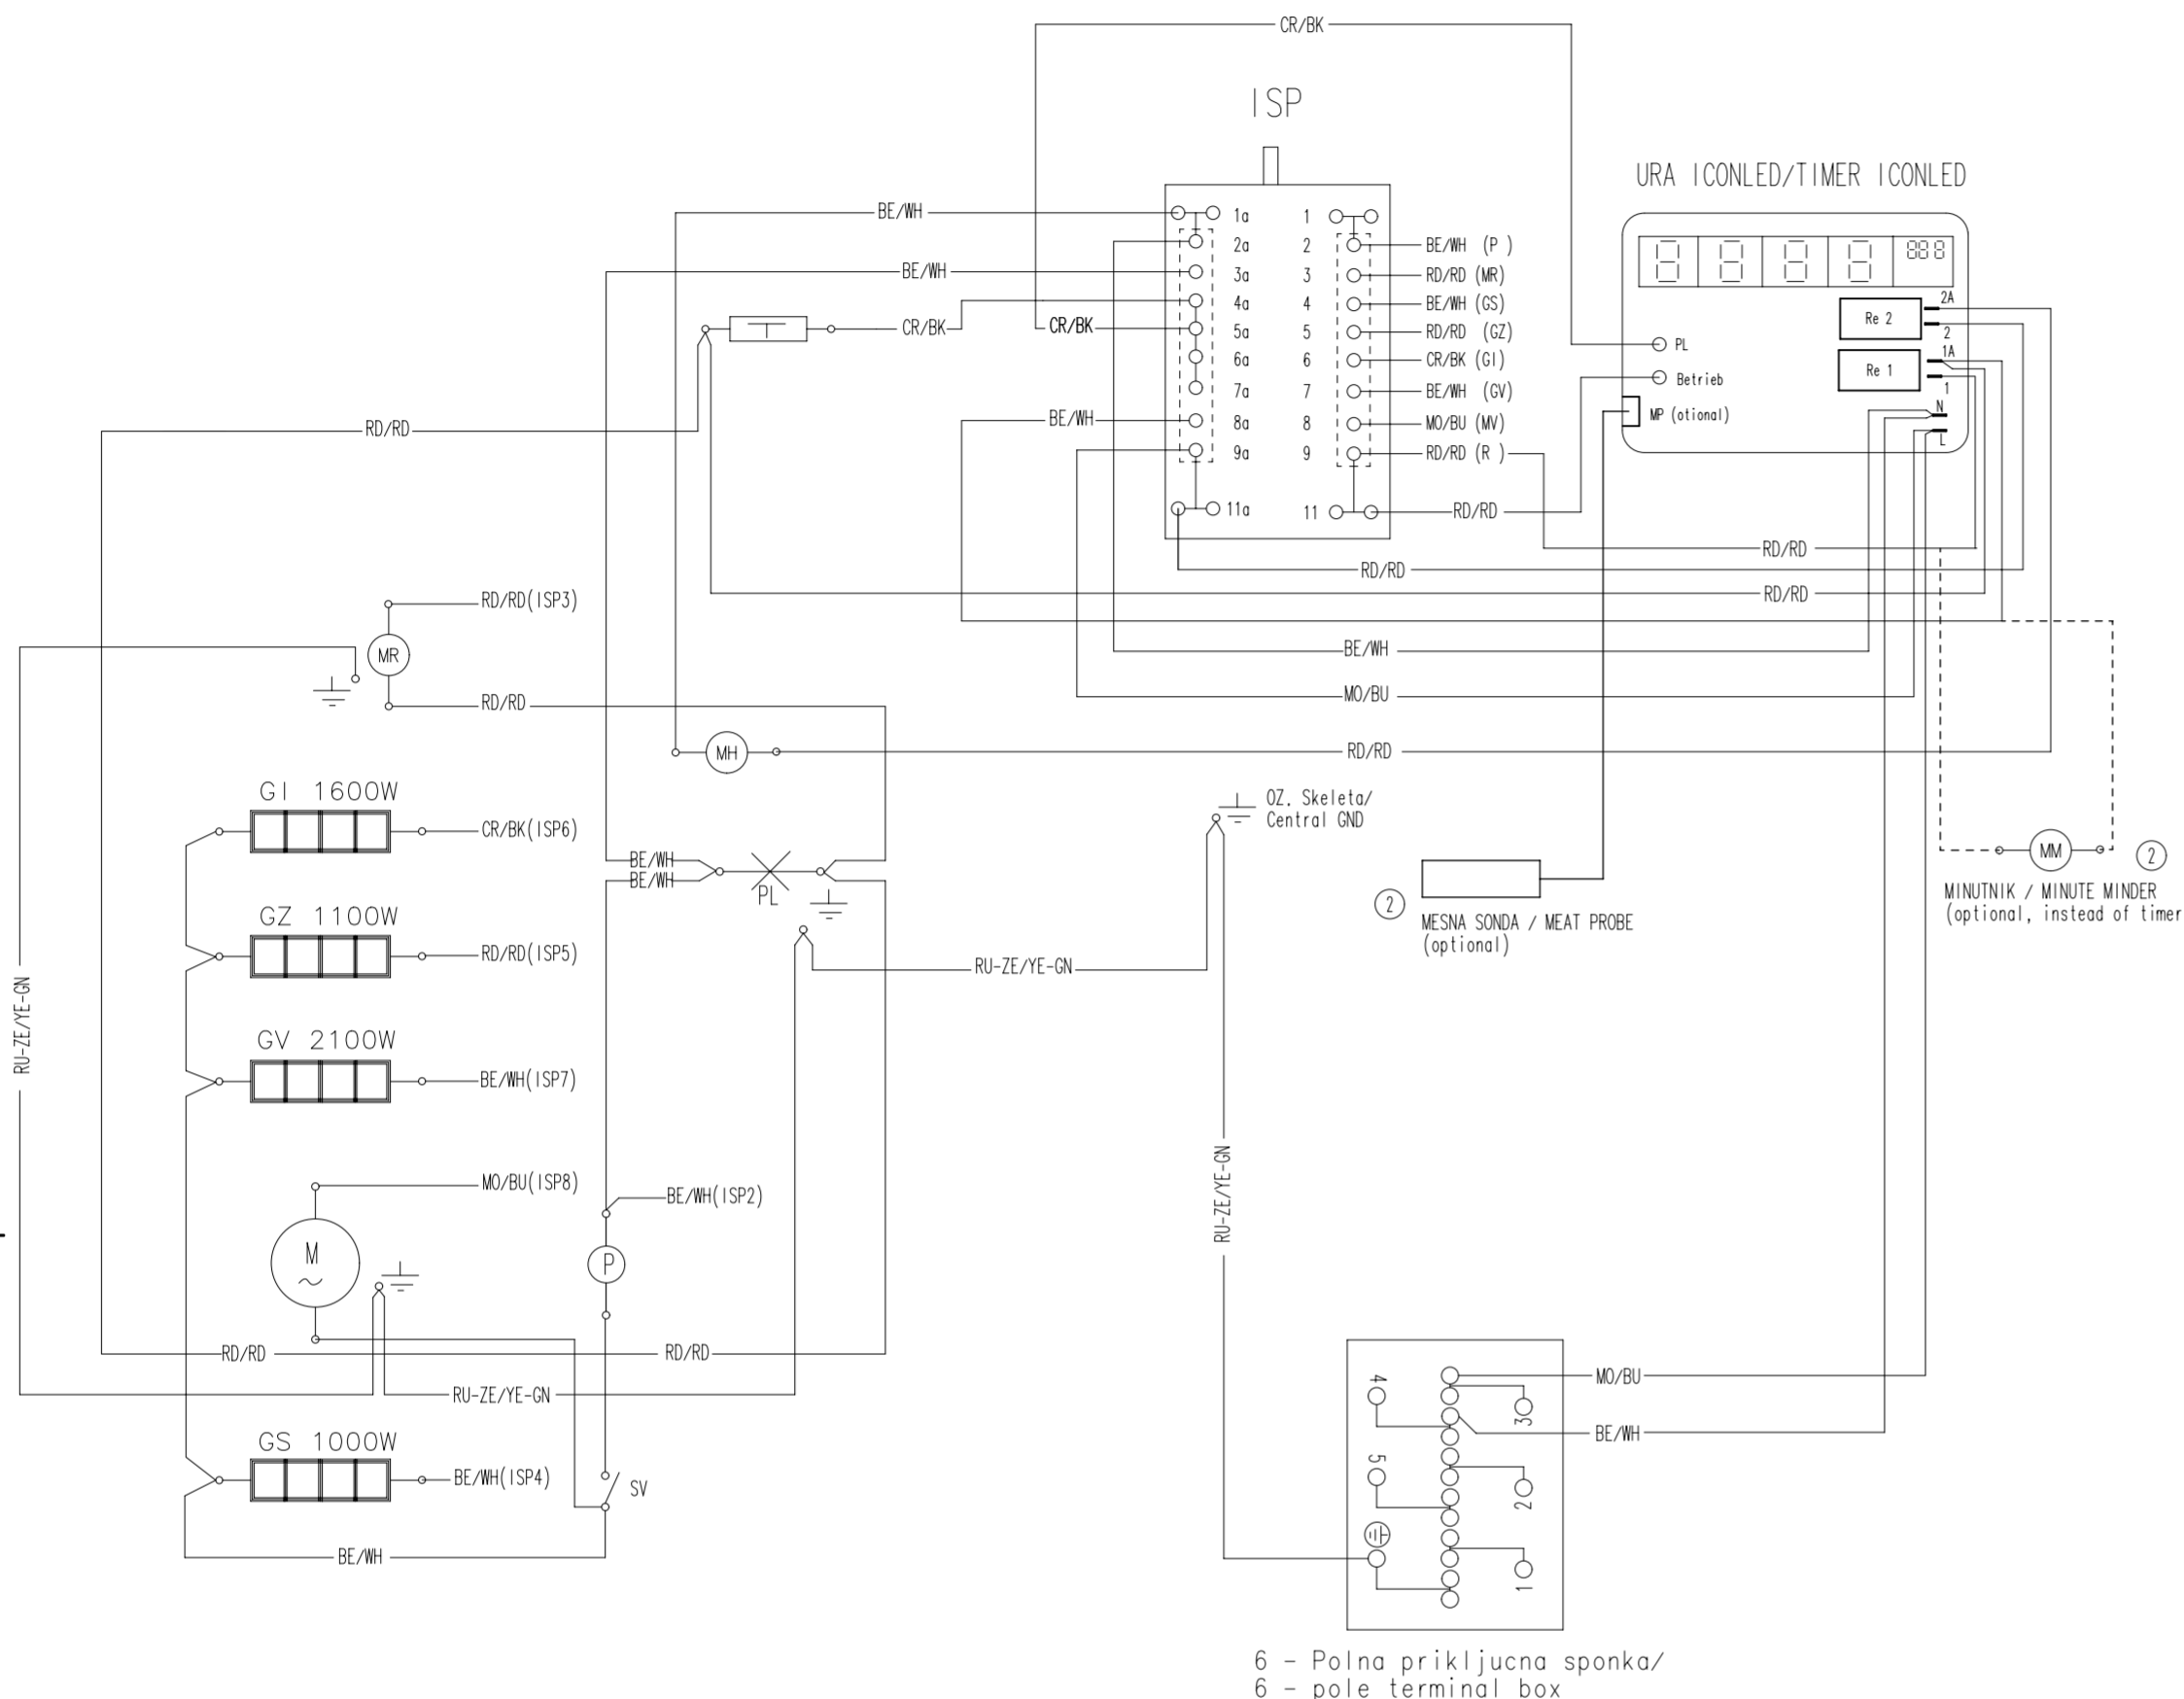 CR/BK
ISP
URA ICONLED/TIMER ICONLED
BE/WH
1a 1
2a 2 BE/WH (P )
BE/WH
3a 3 RD/RD (MR)
4a 4 BE/WH (GS)
CR/BK
CR/BK
5a 5 RD/RD (GZ)
6a 6 CR/BK (GI)
7a 7 BE/WH (GV)
BE/WH
8a 8 MO/BU (MV)
9a 9 RD/RD (R )
11a 11 RD/RD
888
2A
Re 2
2
PL
1A
Re 1
Betrieb
1
MP (otional)
N
L
RD/RD
RD/RD
RD/RD
RD/RD
BE/WH
MO/BU
RD/RD
RD/RD(ISP3)
MR
RD/RD
MH
GI 1600W
CR/BK(ISP6)
OZ. Skeleta/
Central GND
BE/WH
BE/WH
PL
MM
2
MINUTNIK / MINUTE MINDER
(optional, instead of timer
2
MESNA SONDA / MEAT PROBE
(optional)
GZ 1100W
RD/RD(ISP5)
RU-ZE/YE-GN
RU-ZE/YE-GN
GV 2100W
BE/WH(ISP7)
MO/BU(ISP8)
BE/WH(ISP2)
RU-ZE/YE-GN
M
P
RD/RD
RD/RD
RU-ZE/YE-GN
GS 1000W
BE/WH(ISP4)
SV
BE/WH
4
3
MO/BU
BE/WH
5
2
1
6 - Polna prikljucna sponka/
6 - pole terminal box